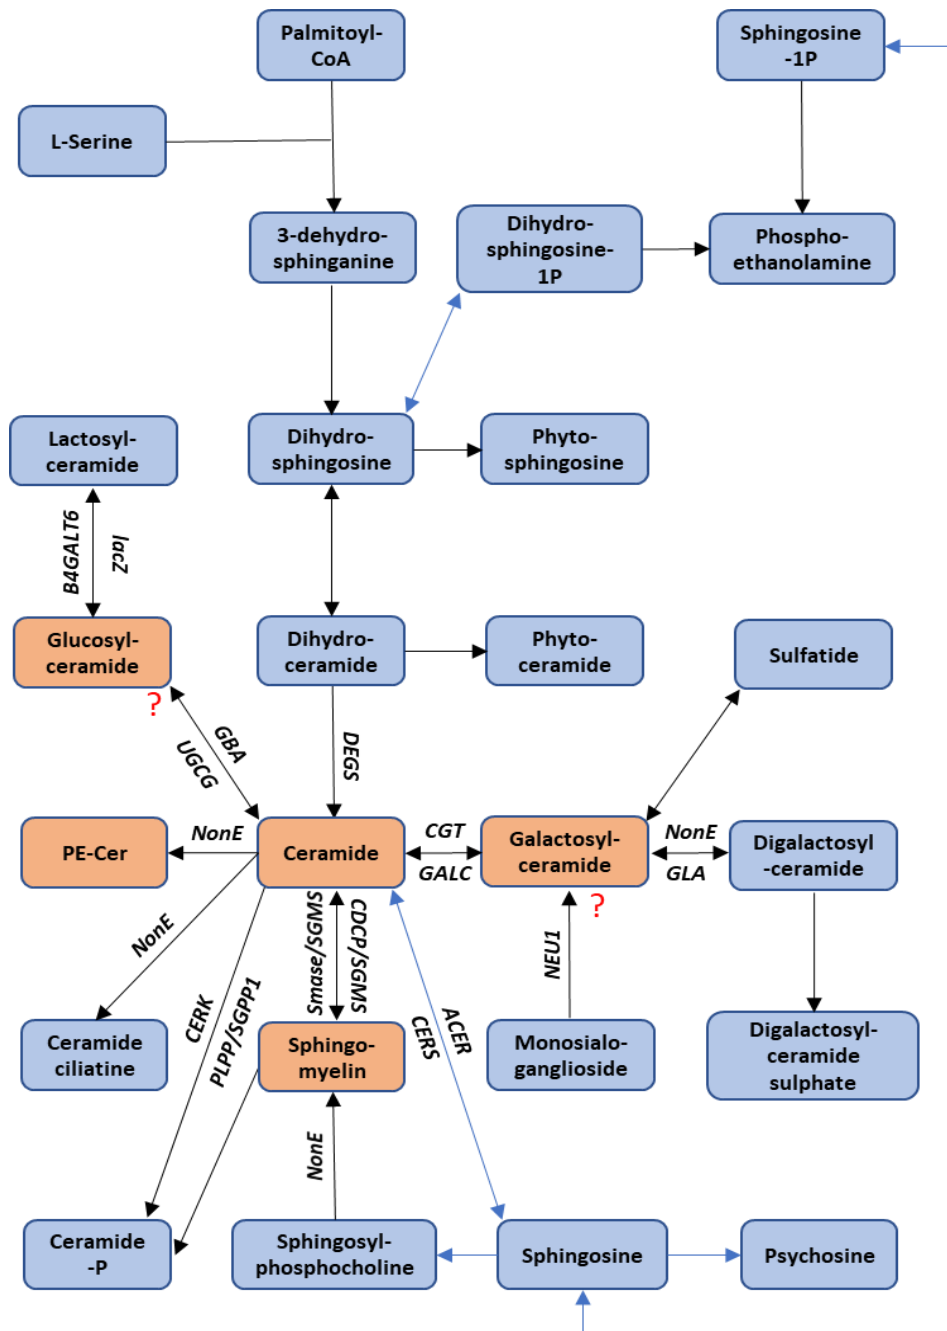 Palmitoyl-
CoA
Sphingosine
-1P
L-Serine
3-dehydro-
sphinganine
Dihydro-
sphingosine-
1P
Phospho-
ethanolamine
Lactosyl-
ceramide
Dihydro-
sphingosine
Phyto-
sphingosine
B4GALT6
lacZ
Glucosyl-
ceramide
?
Dihydro-
ceramide
Phyto-
ceramide
Sulfatide
GBA
UGCG
DEGS
PE-Cer
NonE
Ceramide
CGT
GALC
Galactosyl-
ceramide
?
NonE
GLA
Digalactosyl
-ceramide
NonE
CERK
PLPP/SGPP1
Smase/SGMS
CDCP/SGMS
ACER
CERS
NEU1
Ceramide
ciliatine
Sphingo-
myelin
Monosialo-
ganglioside
Digalactosyl-
ceramide
sulphate
NonE
Ceramide
-P
Sphingosyl-
phosphocholine
Sphingosine
Psychosine